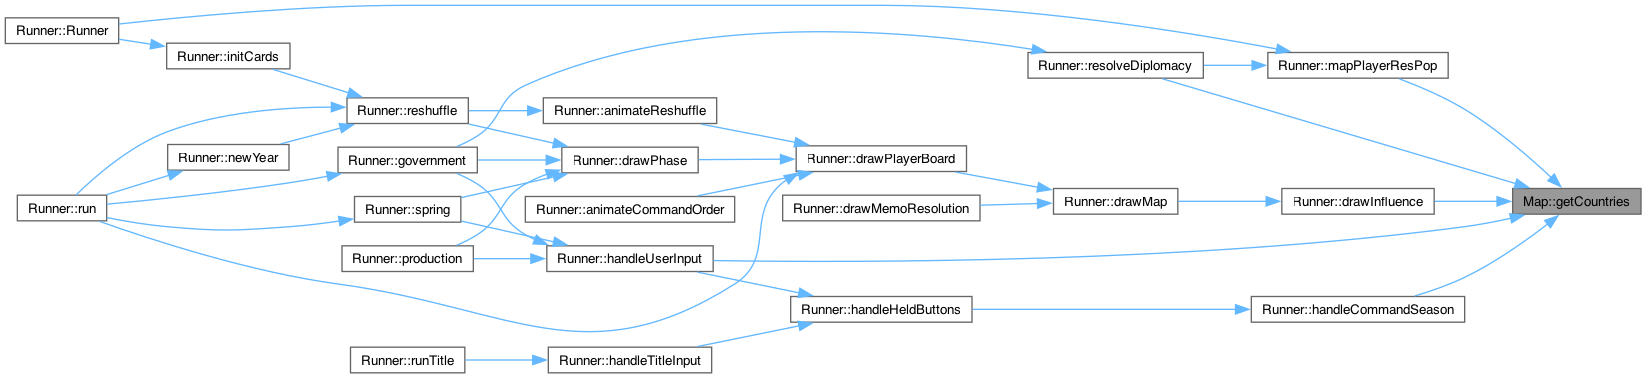 Runner::Runner
Runner::initCards
Runner::resolveDiplomacy
Runner::mapPlayerResPop
Runner::reshuffle
Runner::animateReshuffle
Runner::newYear
Runner::government
Runner::drawPhase
Runner::drawPlayerBoard
Runner::run
Runner::spring
Runner::animateCommandOrder
Runner::drawMemoResolution
Runner::drawMap
Runner::drawInfluence
Map::getCountries
Runner::production
Runner::handleUserInput
Runner::handleHeldButtons
Runner::handleCommandSeason
Runner::runTitle
Runner::handleTitleInput